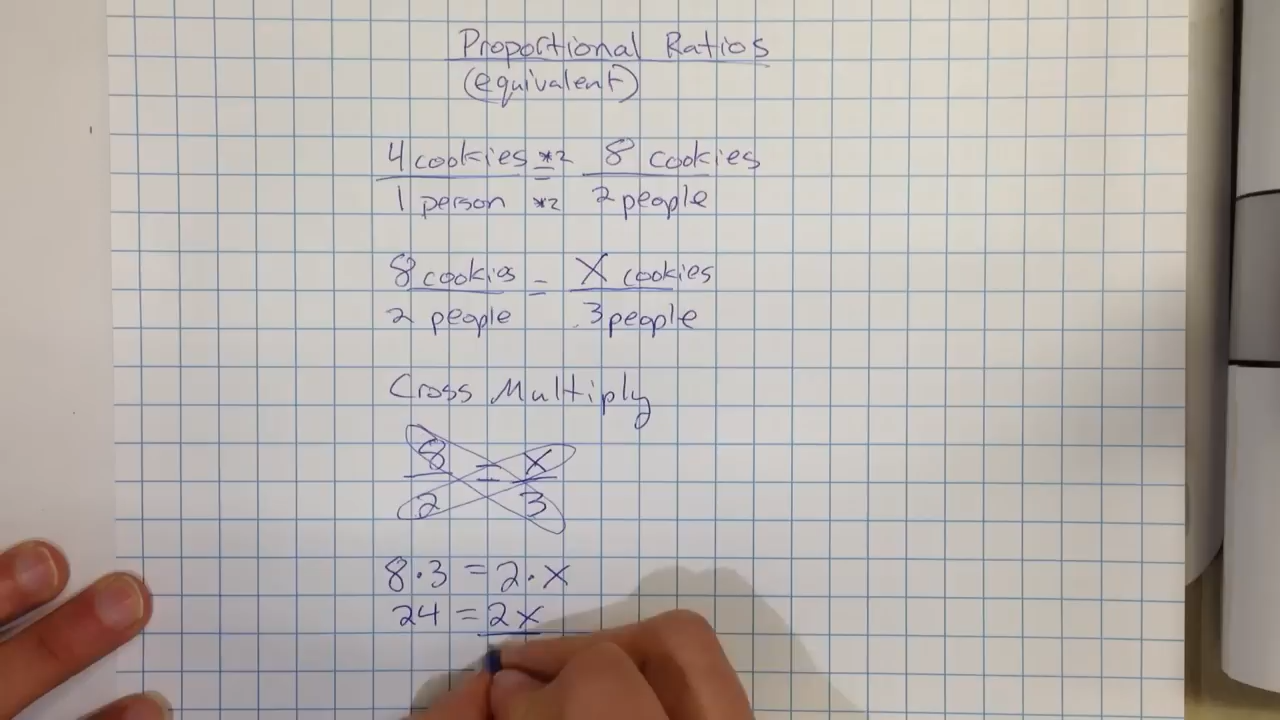 Proportional Ratios
(equivalent)
4 cookies *2 = 8 cookies
1 person *2 2 people
8 cookies = X cookies
2 people 3 people
Cross Multiply
8 = x
2 3
8·3 = 2·x
24 = 2x